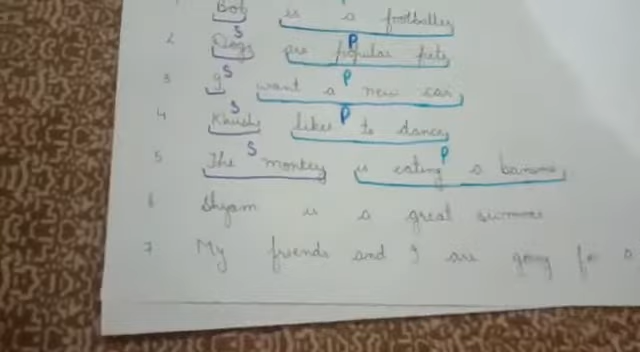 Bob is a footballer
2 S P
Dogs are popular pets
3 S P
I want a new car
4 S P
Khushi likes to dance
5 S P
The monkey is eating a banana
6 Shyam is a great
7 My friends and I are going for a